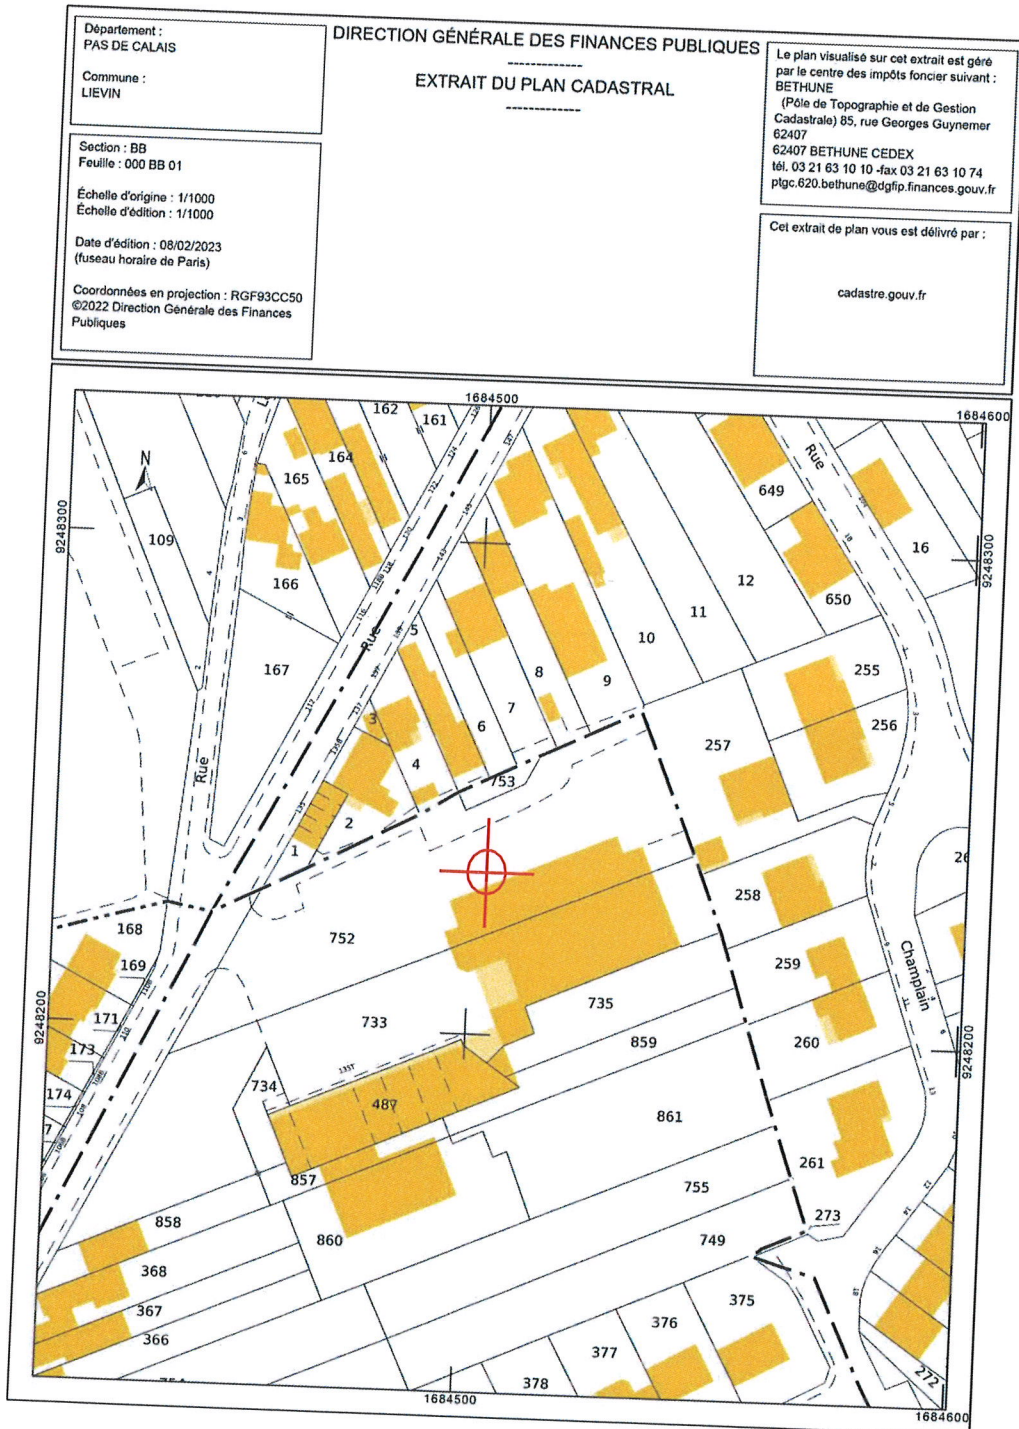 Département :
PAS DE CALAIS
Commune :
LIEVIN
Section : BB
Feuille : 000 BB 01
Échelle d'origine : 1/1000
Échelle d'édition : 1/1000
Date d'édition : 08/02/2023
(fuseau horaire de Paris)
Coordonnées en projection : RGF93CC50
©2022 Direction Générale des Finances
Publiques
DIRECTION GÉNÉRALE DES FINANCES PUBLIQUES
-------------
EXTRAIT DU PLAN CADASTRAL
-------------
Le plan visualisé sur cet extrait est géré
par le centre des impôts foncier suivant :
BETHUNE
(Pôle de Topographie et de Gestion
Cadastrale) 85, rue Georges Guynemer
62407
62407 BETHUNE CEDEX
tél. 03 21 63 10 10 -fax 03 21 63 10 74
ptgc.620.bethune@dgfip.finances.gouv.fr
Cet extrait de plan vous est délivré par :
cadastre.gouv.fr
1684500
1684600
162
161
164
165
N
109
166
167
Rue
Rue
Rue
649
16
12
650
11
10
9248300
9248300
5
8
9
7
6
3
4
2
1
753
255
256
257
258
259
260
261
273
Champlain
752
733
735
859
861
734
487
135T
857
755
749
858
860
368
367
366
168
169
171
173
174
7
9248200
9248200
375
376
377
378
272
1684500
1684600